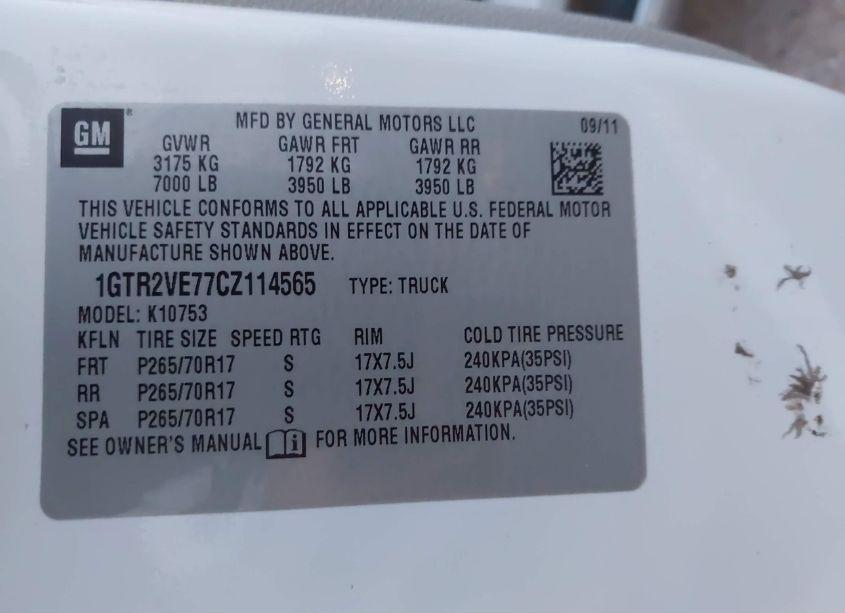 GM
MFD BY GENERAL MOTORS LLC 09/11
GVWR GAWR FRT GAWR RR
3175 KG 1792 KG 1792 KG
7000 LB 3950 LB 3950 LB
THIS VEHICLE CONFORMS TO ALL APPLICABLE U.S. FEDERAL MOTOR
VEHICLE SAFETY STANDARDS IN EFFECT ON THE DATE OF
MANUFACTURE SHOWN ABOVE.
1GTR2VE77CZ114565 TYPE: TRUCK
MODEL: K10753
KFLN TIRE SIZE SPEED RTG RIM COLD TIRE PRESSURE
FRT P265/70R17 S 17X7.5J 240KPA(35PSI)
RR P265/70R17 S 17X7.5J 240KPA(35PSI)
SPA P265/70R17 S 17X7.5J 240KPA(35PSI)
SEE OWNER'S MANUAL FOR MORE INFORMATION.